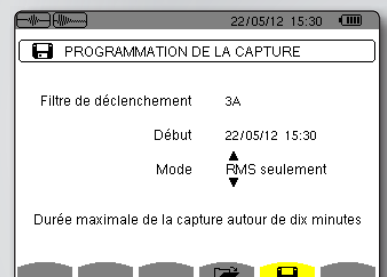 22/05/12 15:30
PROGRAMMATION DE LA CAPTURE
Filtre de déclenchement 3A
Début 22/05/12 15:30
Mode RMS seulement
Durée maximale de la capture autour de dix minutes